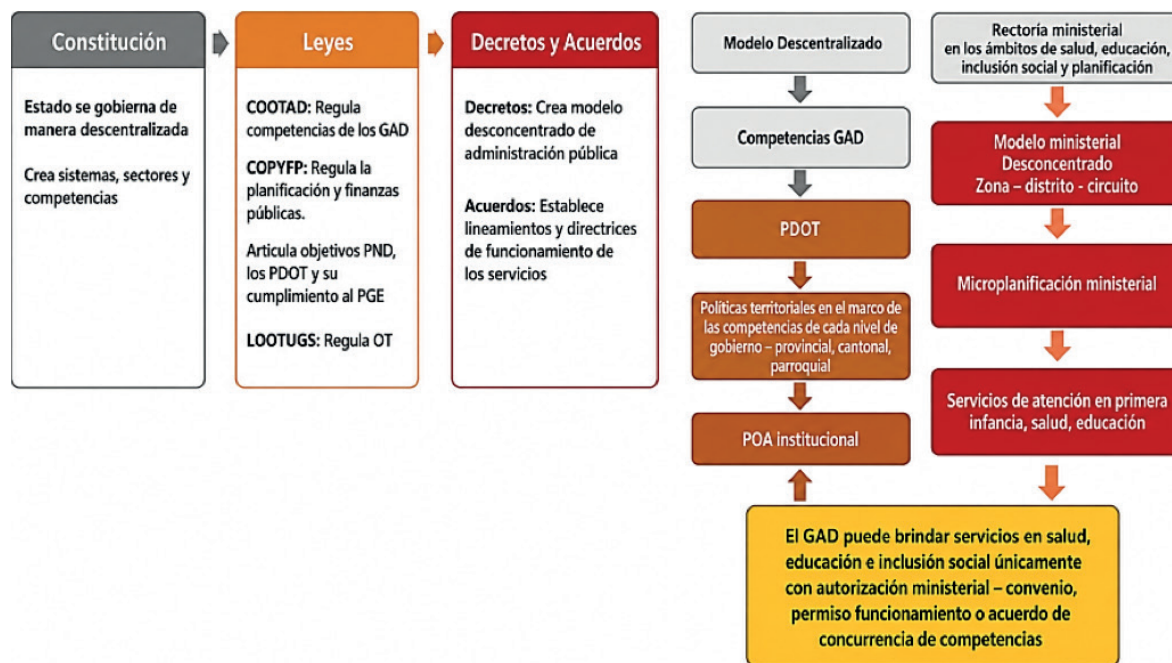 Constitución
Estado se gobierna de
manera descentralizada
Crea sistemas, sectores y
competencias
Leyes
COOTAD: Regula
competencias de los GAD
COPYFP: Regula la
planificación y finanzas
públicas.
Articula objetivos PND,
los PDOT y su
cumplimiento al PGE
LOOTUGS: Regula OT
Decretos y Acuerdos
Decretos: Crea modelo
desconcentrado de
administración pública
Acuerdos: Establece
lineamientos y directrices
de funcionamiento de
los servicios
Modelo Descentralizado
Competencias GAD
PDOT
Políticas territoriales en el marco de
las competencias de cada nivel de
gobierno – provincial, cantonal,
parroquial
POA institucional
Rectoría ministerial
en los ámbitos de salud, educación,
inclusión social y planificación
Modelo ministerial
Desconcentrado
Zona – distrito - circuito
Microplanificación ministerial
Servicios de atención en primera
infancia, salud, educación
El GAD puede brindar servicios en salud,
educación e inclusión social únicamente
con autorización ministerial – convenio,
permiso funcionamiento o acuerdo de
concurrencia de competencias